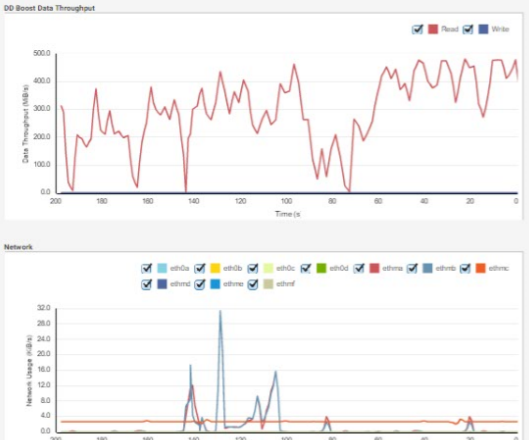 DD Boost Data Throughput
Read Write
500.0
400.0
300.0
200.0
100.0
0.0
Data Throughput (MB/s)
200 180 160 140 120 100 80 60 40 20 0
Time (s
Network
eth0a eth0b eth0c eth0d ethma ethmb ethmc
ethmd ethme ethmf
32.0
28.0
24.0
20.0
16.0
12.0
8.0
4.0
0.0
Network Usage (KiB/s)
200 180 160 140 120 100 80 60 40 20 0